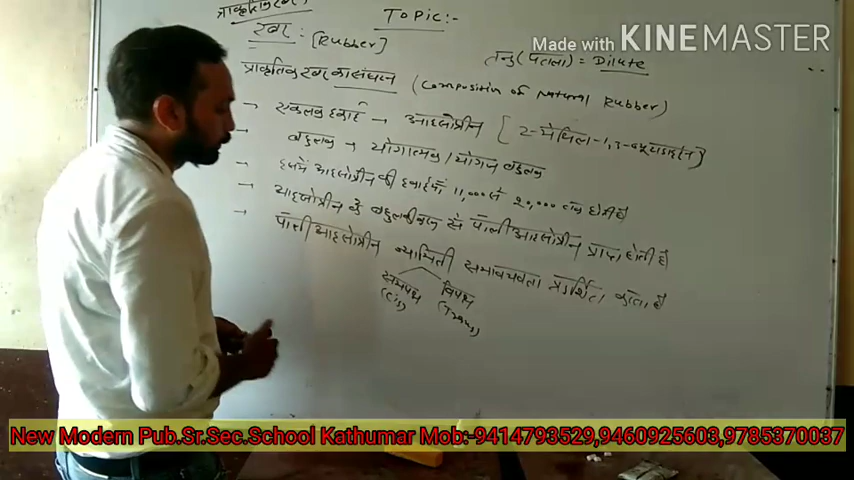 प्राकृतिक रबर
Topic:-
रबर : [Rubber]
तनु (पतला) = Dilute
Made with KINEMASTER
प्राकृतिक रबर का संघटन (Composition of Natural Rubber)
→ एकलक इकाई → आइसोप्रीन [2-मेथिल-1,3-ब्यूटाडाईन]
बहुलक → योगात्मक / योगज बहुलक
→ इसमें आइसोप्रीन की इकाईयाँ 11,000 से 20,000 तक होती है
→ आइसोप्रीन के बहुलकीकरण से पॉलीआइसोप्रीन प्राप्त होती है
→ पॉलीआइसोप्रीन ज्यामिती समावयवता प्रदर्शित करता है
समपक्ष विपक्ष
(Cis) (Trans)
New Modern Pub.Sr.Sec.School Kathumar Mob:-9414793529,9460925603,9785370037